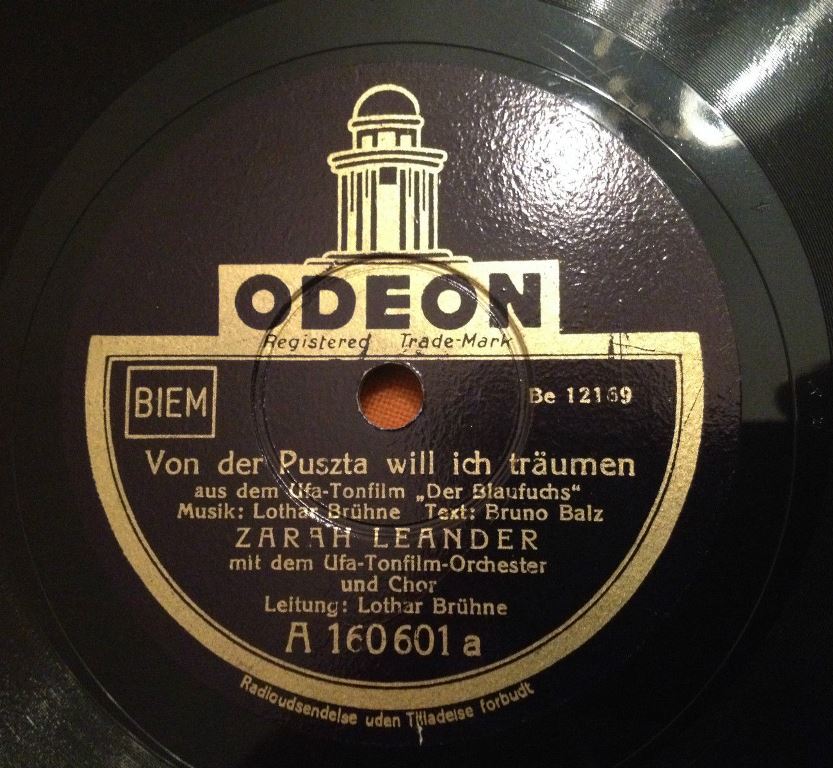 ODEON
Registered Trade-Mark
BIEM
Be 12169
Von der Puszta will ich träumen
aus dem Ufa-Tonfilm „Der Blaufuchs“
Musik: Lothar Brühne Text: Bruno Balz
ZARAH LEANDER
mit dem Ufa-Tonfilm-Orchester
und Chor
Leitung: Lothar Brühne
A 160601 a
Radioudsendelse uden Tilladelse forbudt